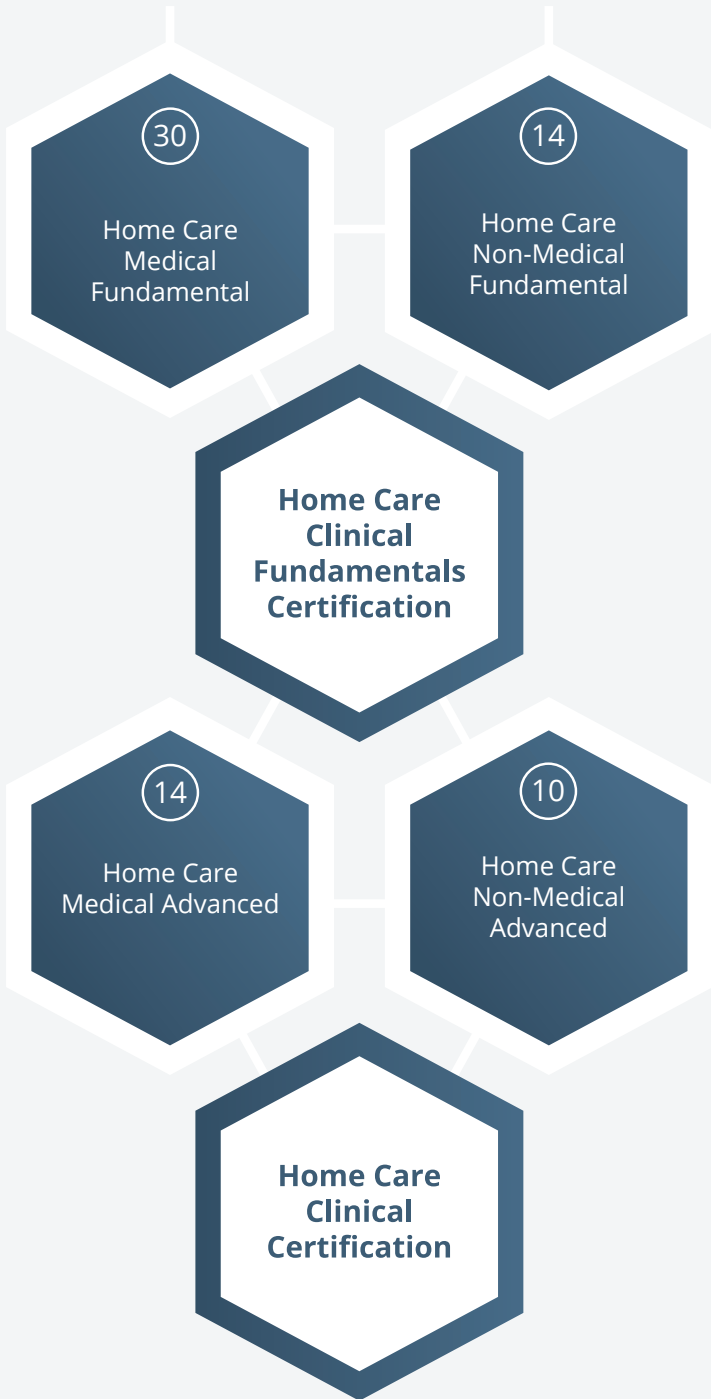 30
Home Care
Medical
Fundamental
14
Home Care
Non-Medical
Fundamental
Home Care
Clinical
Fundamentals
Certification
14
Home Care
Medical Advanced
10
Home Care
Non-Medical
Advanced
Home Care
Clinical
Certification